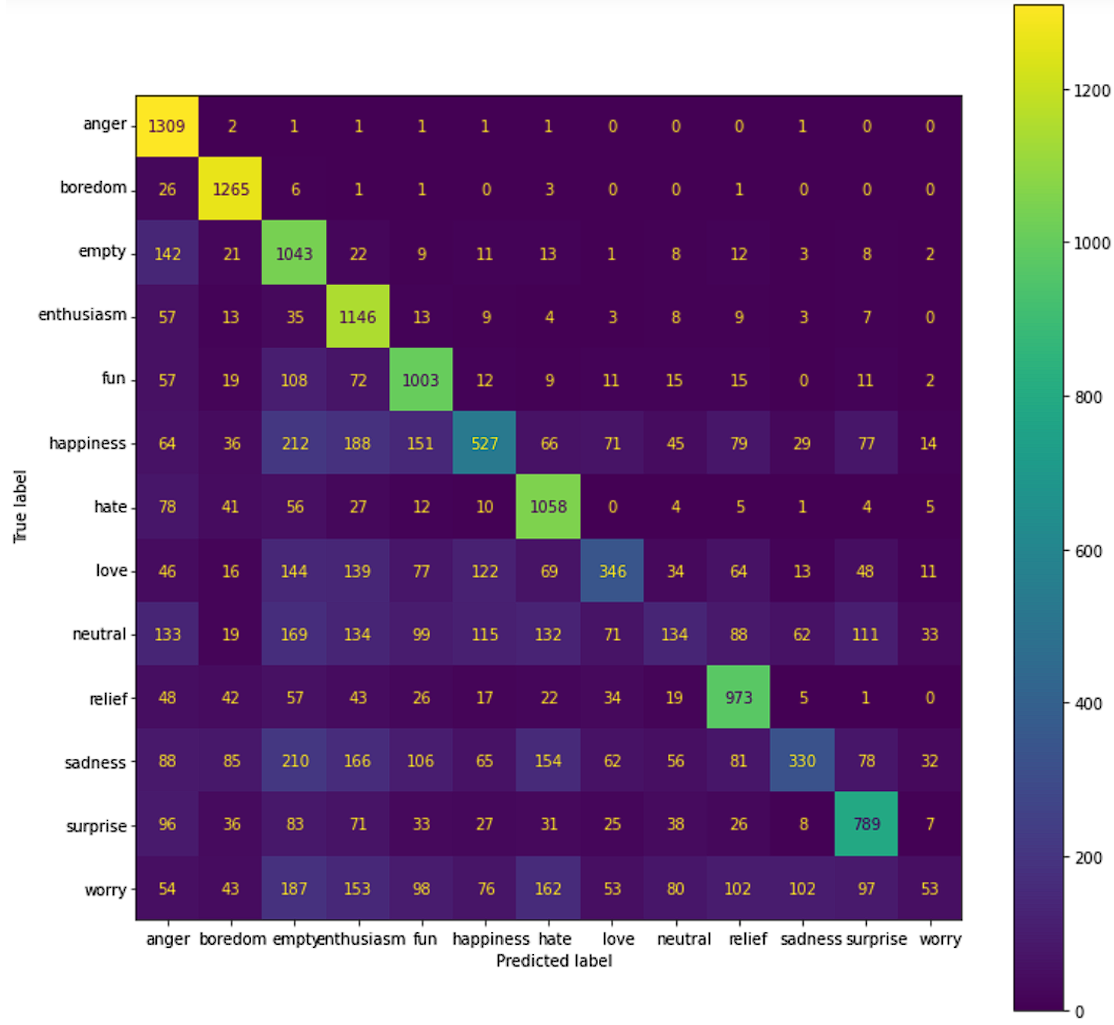 anger 1309 2 1 1 1 1 1 0 0 0 1 0 0
boredom 26 1265 6 1 1 0 3 0 0 1 0 0 0
empty 142 21 1043 22 9 11 13 1 8 12 3 8 2
enthusiasm 57 13 35 1146 13 9 4 3 8 9 3 7 0
fun 57 19 108 72 1003 12 9 11 15 15 0 11 2
happiness 64 36 212 188 151 527 66 71 45 79 29 77 14
hate 78 41 56 27 12 10 1058 0 4 5 1 4 5
love 46 16 144 139 77 122 69 346 34 64 13 48 11
neutral 133 19 169 134 99 115 132 71 134 88 62 111 33
relief 48 42 57 43 26 17 22 34 19 973 5 1 0
sadness 88 85 210 166 106 65 154 62 56 81 330 78 32
surprise 96 36 83 71 33 27 31 25 38 26 8 789 7
worry 54 43 187 153 98 76 162 53 80 102 102 97 53
anger boredom empty enthusiasm fun happiness hate love neutral relief sadness surprise worry
Predicted label
True label
1200
1000
800
600
400
200
0